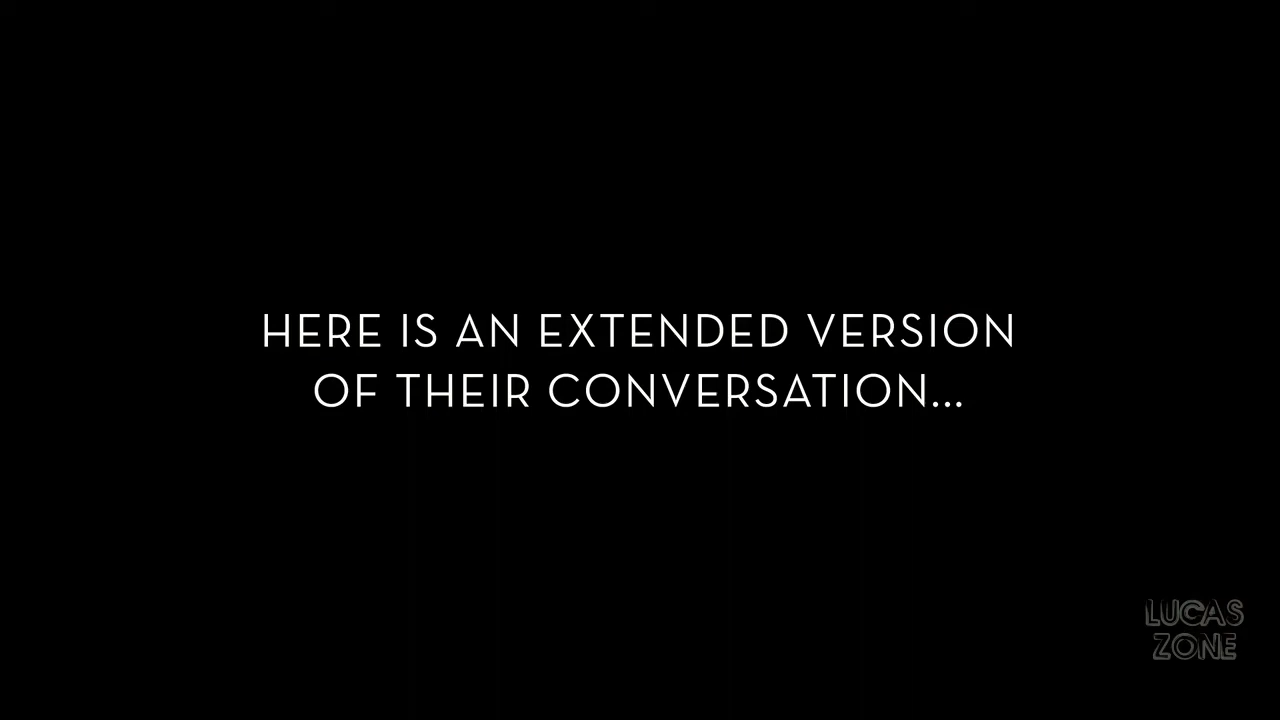 HERE IS AN EXTENDED VERSION
OF THEIR CONVERSATION...
LUCAS
ZONE